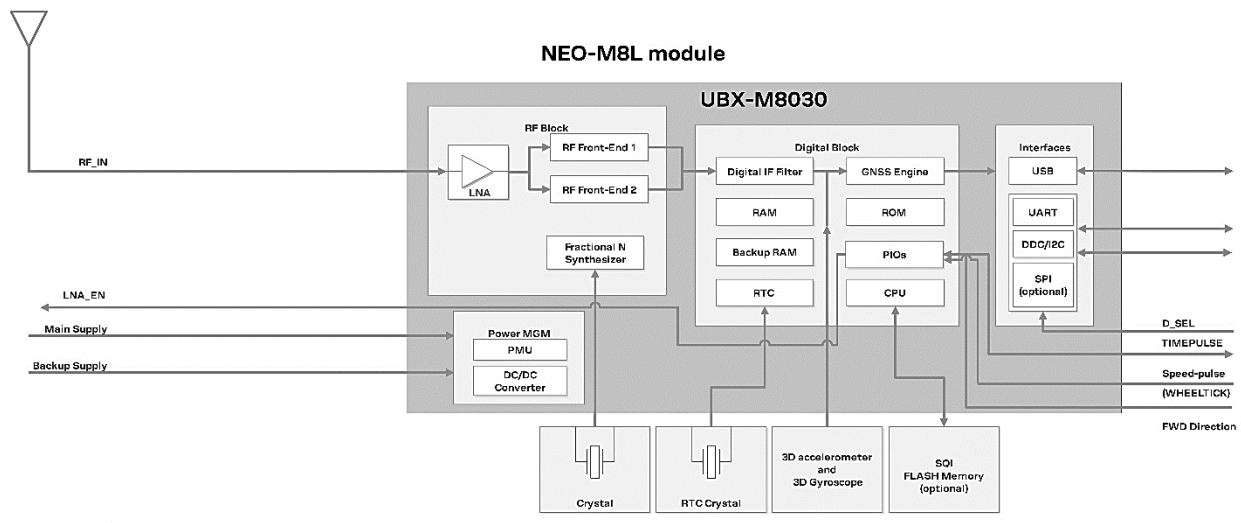 NEO-M8L module
UBX-M8030
RF Block
RF Front-End 1
RF_IN
LNA
RF Front-End 2
Fractional N
Synthesizer
Digital Block
Digital IF Filter
GNSS Engine
RAM
ROM
Backup RAM
PIOs
RTC
CPU
Interfaces
USB
UART
DDC/I2C
SPI
(optional)
LNA_EN
Main Supply
Backup Supply
Power MGM
PMU
DC/DC
Converter
D_SEL
TIMEPULSE
Speed-pulse
(WHEELTICK)
FWD Direction
Crystal
RTC Crystal
3D accelerometer
and
3D Gyroscope
SQI
FLASH Memory
(optional)